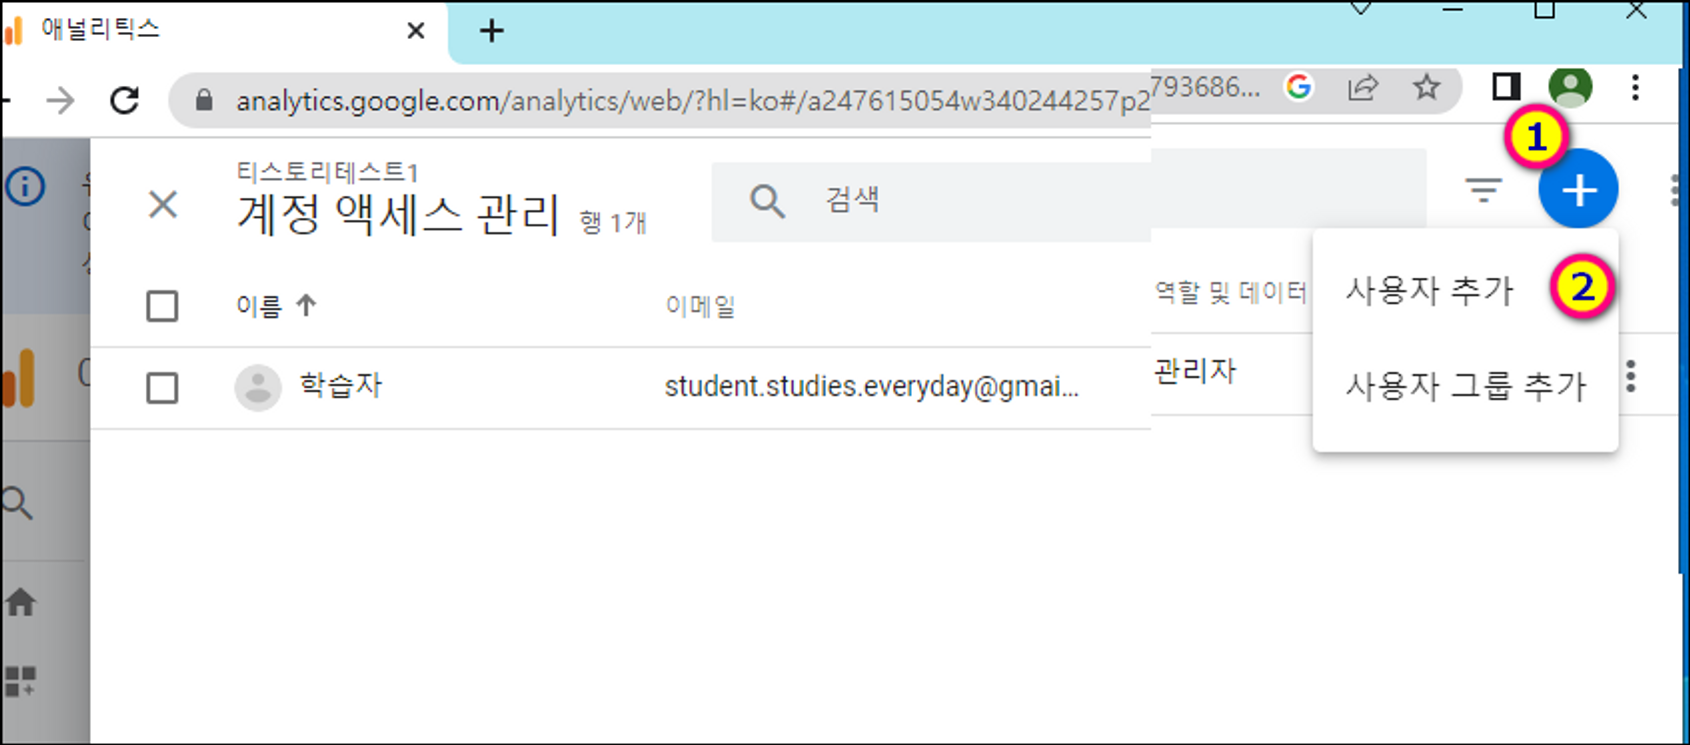 애널리틱스
analytics.google.com/analytics/web/?hl=ko#/a247615054w340244257p2
793686...
1
티스토리테스트1
계정 액세스 관리 행 1개
검색
이름 이메일 역할 및 데이터
사용자 추가 2
학습자 student.studies.everyday@gmai... 관리자
사용자 그룹 추가